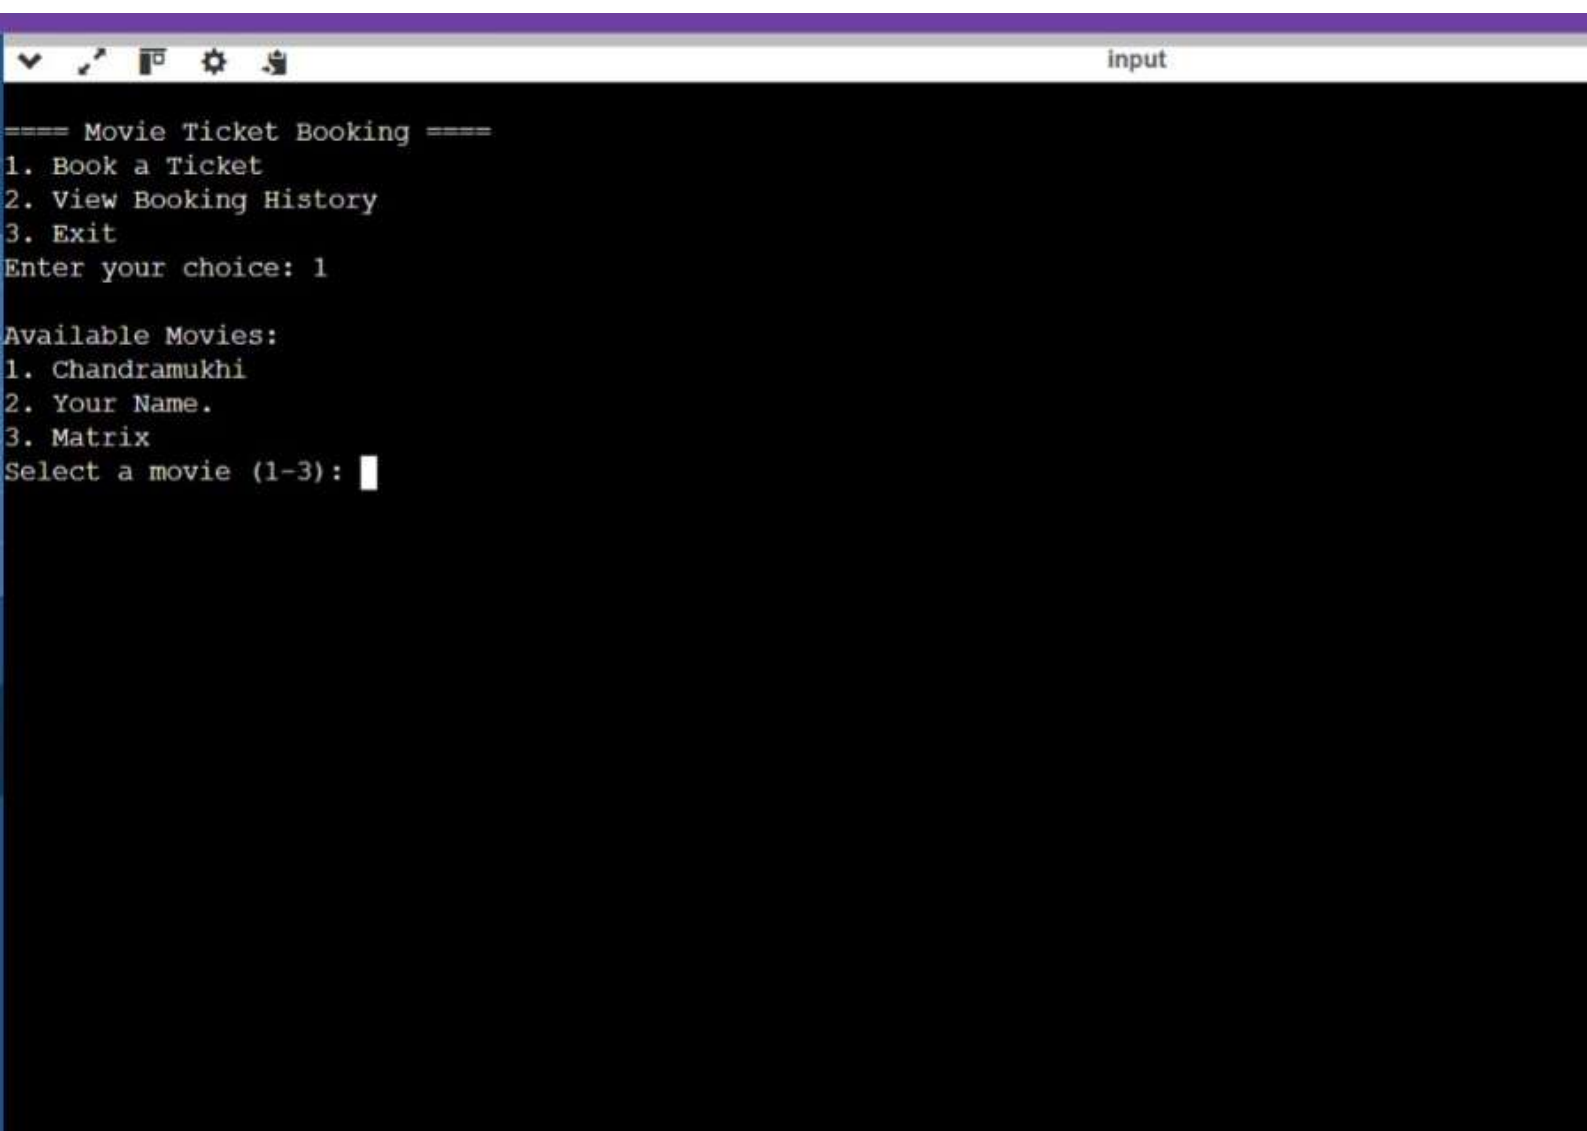 input
==== Movie Ticket Booking ====
1. Book a Ticket
2. View Booking History
3. Exit
Enter your choice: 1
Available Movies:
1. Chandramukhi
2. Your Name.
3. Matrix
Select a movie (1-3):